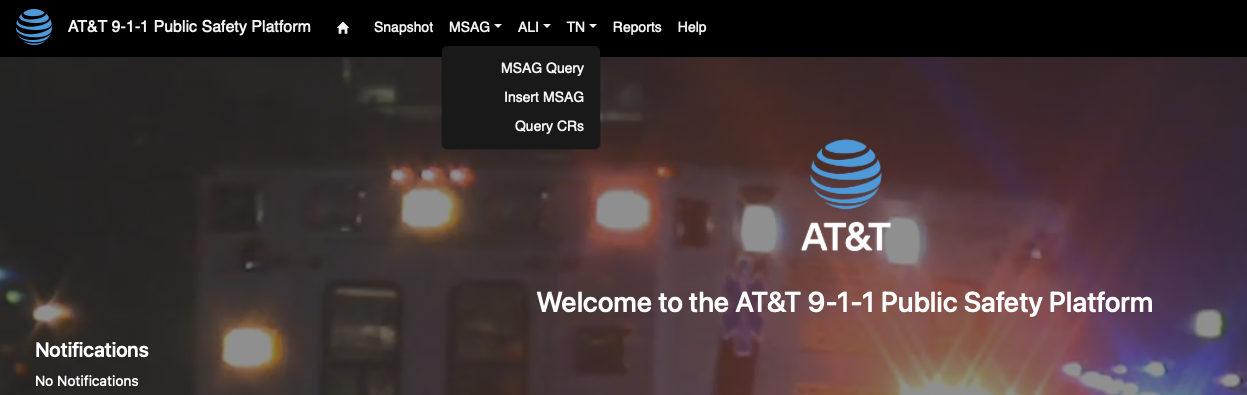 AT&T 9-1-1 Public Safety Platform Snapshot MSAG ALI TN Reports Help
MSAG Query
Insert MSAG
Query CRs
AT&T
Welcome to the AT&T 9-1-1 Public Safety Platform
Notifications
No Notifications